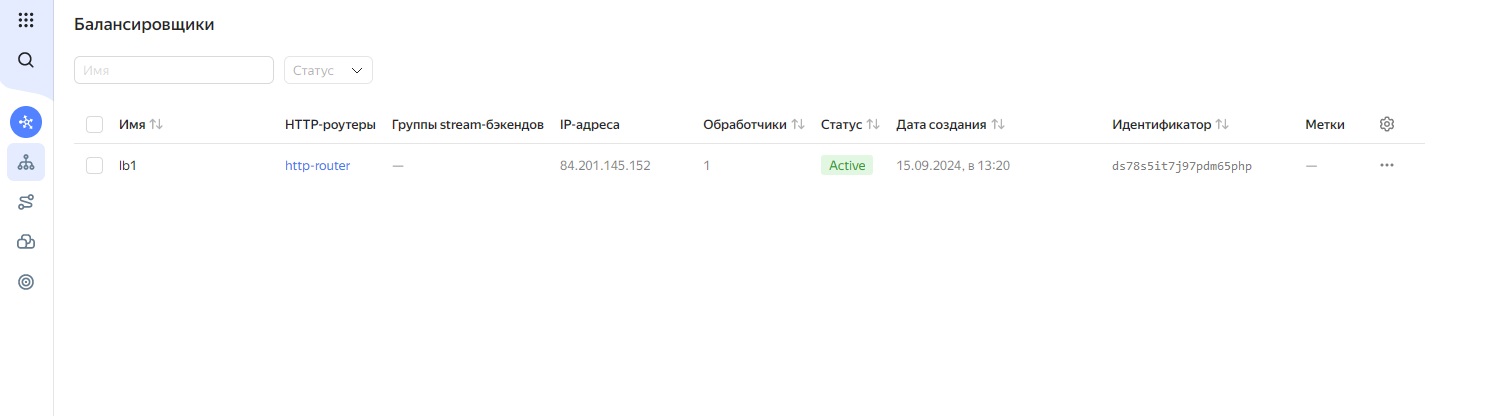 Балансировщики
Имя Статус
Имя HTTP-роутеры Группы stream-бэкендов IP-адреса Обработчики Статус Дата создания Идентификатор Метки
lb1 http-router — 84.201.145.152 1 Active 15.09.2024, в 13:20 ds78s5it7j97pdm65php —